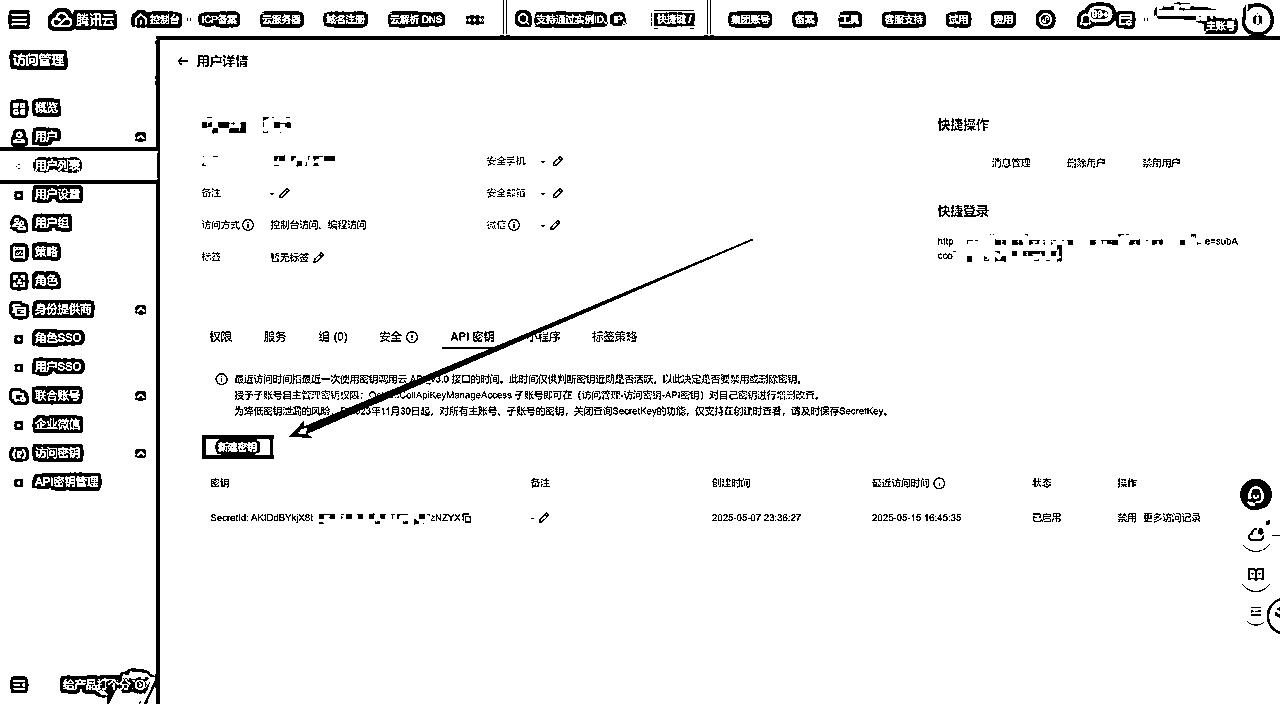 腾讯云 控制台 ICP备案 云服务器 域名注册 云解析 DNS 支持通过实例ID、IP、 快捷键 / 集团账号 备案 工具 客服支持 试用 费用 99+ 主账号
访问管理
概览
用户
用户列表
用户设置
用户组
策略
角色
身份提供商
角色SSO
用户SSO
联合账号
企业微信
访问密钥
API密钥管理
给产品打个分
← 用户详情
安全手机 -
备注 -
安全邮箱 -
访问方式 控制台访问、编程访问
微信 -
标签 暂无标签
快捷操作
消息管理 删除用户 禁用用户
快捷登录
http e=subA
cco
权限 服务 组 (0) 安全 API 密钥 小程序 标签策略
最近访问时间指最近一次使用密钥调用云 API v3.0 接口的时间。此时间仅供判断密钥近期是否活跃，以此决定是否要禁用或删除密钥。
授予子账号自主管理密钥权限: CollApiKeyManageAccess 子账号即可在 (访问管理-访问密钥-API密钥) 对自己密钥进行增删改查。
为降低密钥泄漏的风险，自2023年11月30日起，对所有主账号、子账号的密钥，关闭查询SecretKey的功能，仅支持在创建时查看，请及时保存SecretKey。
新建密钥
密钥 备注 创建时间 最近访问时间 状态 操作
SecretId: AKIDdBYkjX8t zNZYX - 2025-05-07 23:36:27 2025-05-15 16:45:35 已启用 禁用 更多访问记录